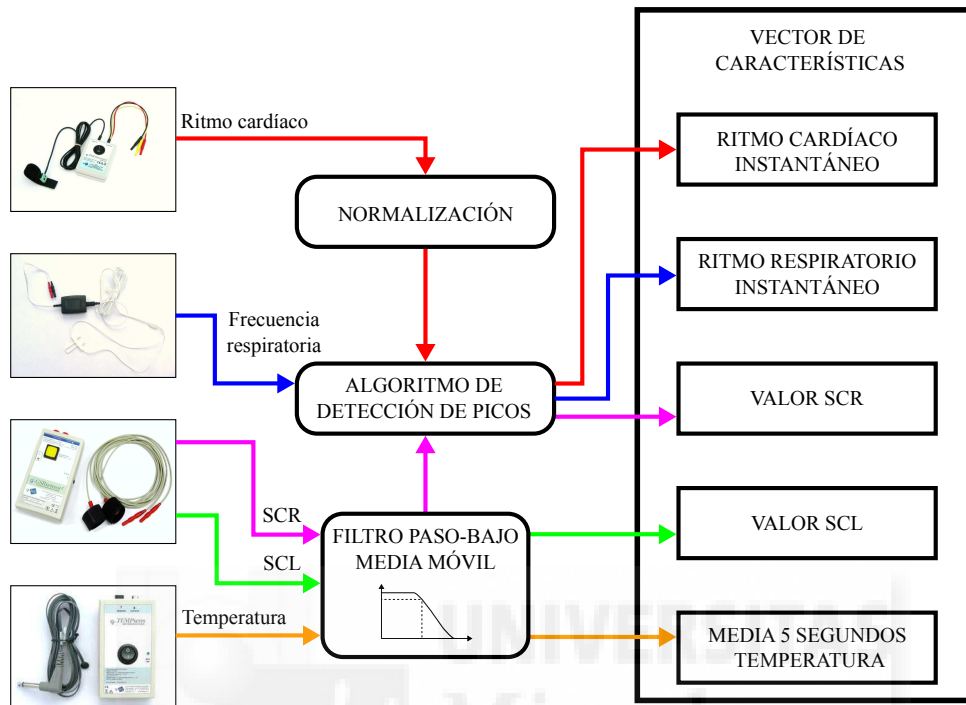 VECTOR DE
CARACTERÍSTICAS
Ritmo cardíaco
RITMO CARDÍACO
INSTANTÁNEO
NORMALIZACIÓN
RITMO RESPIRATORIO
INSTANTÁNEO
Frecuencia
respiratoria
ALGORITMO DE
DETECCIÓN DE PICOS
VALOR SCR
SCR
FILTRO PASO-BAJO
MEDIA MÓVIL
VALOR SCL
SCL
Temperatura
MEDIA 5 SEGUNDOS
TEMPERATURA
UNIVERSITAS